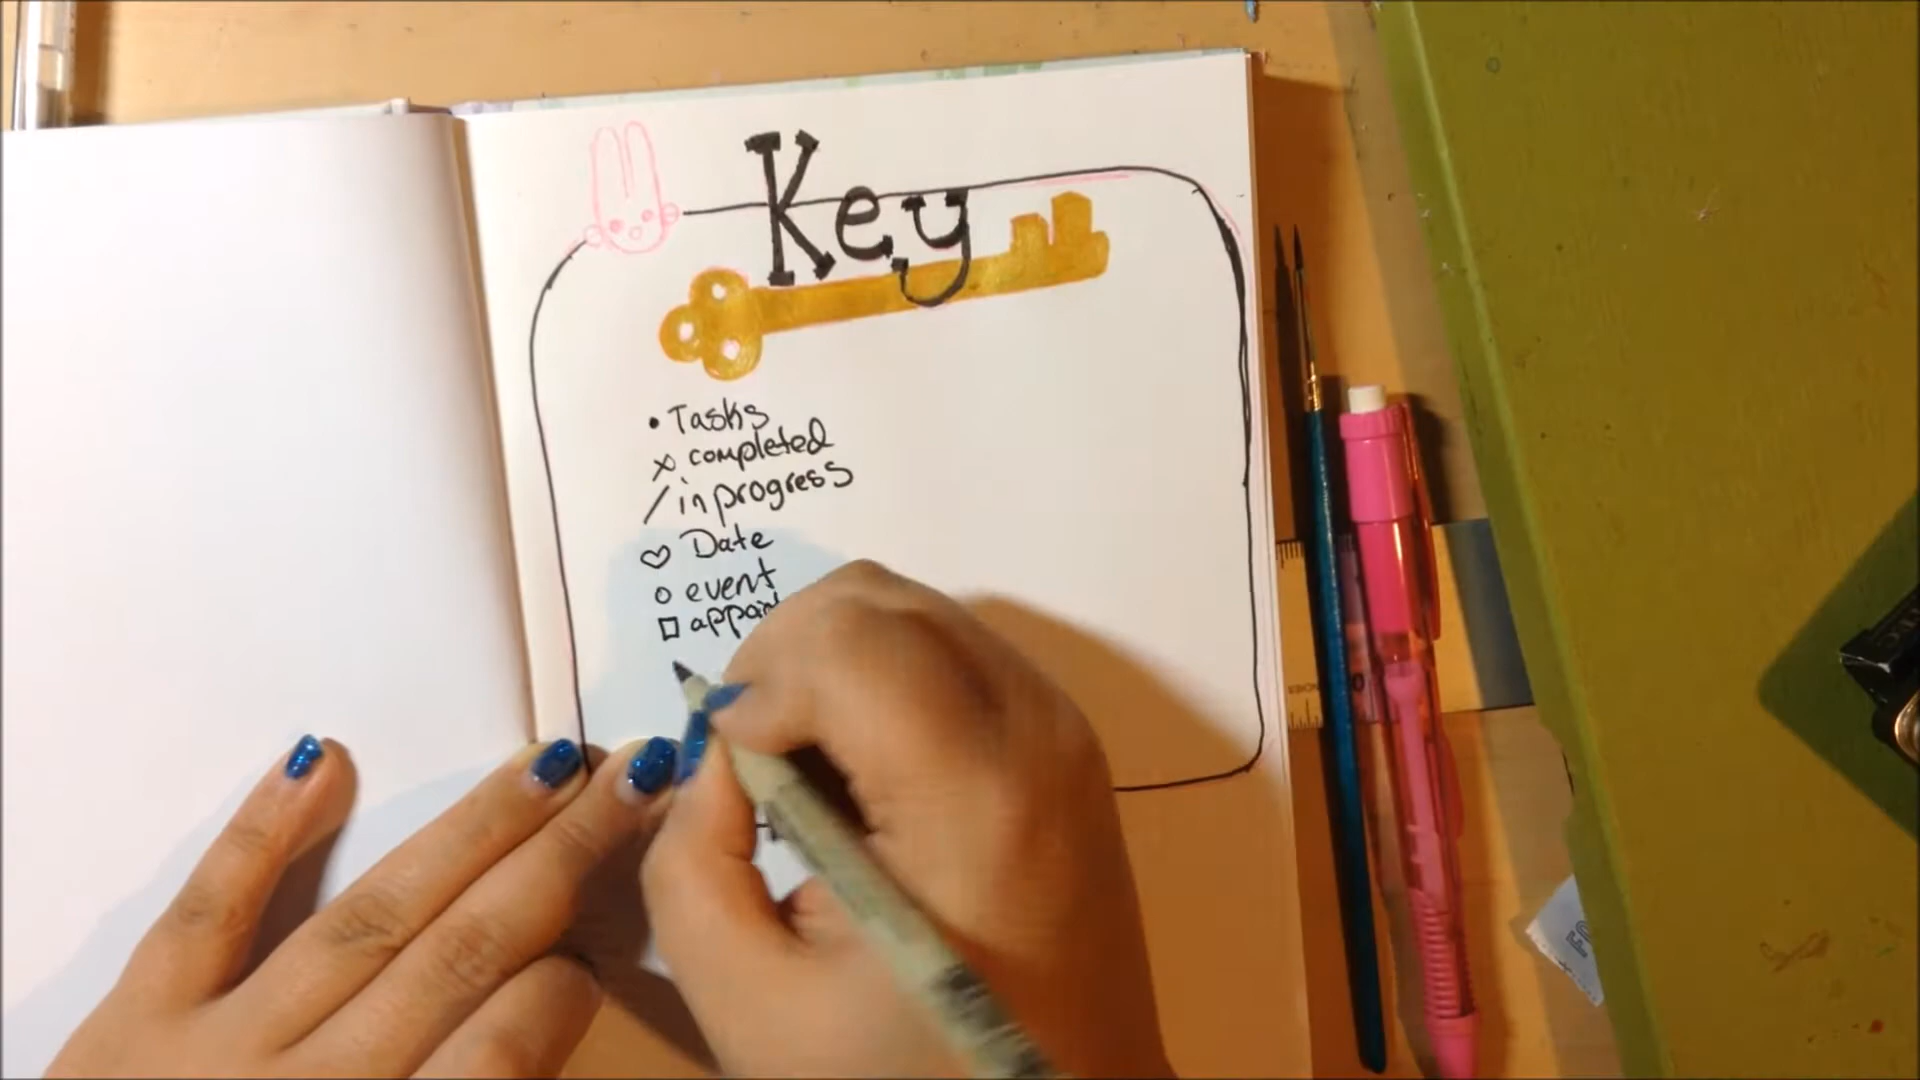 Key
• Tasks
x completed
/ in progress
♡ Date
○ event
□